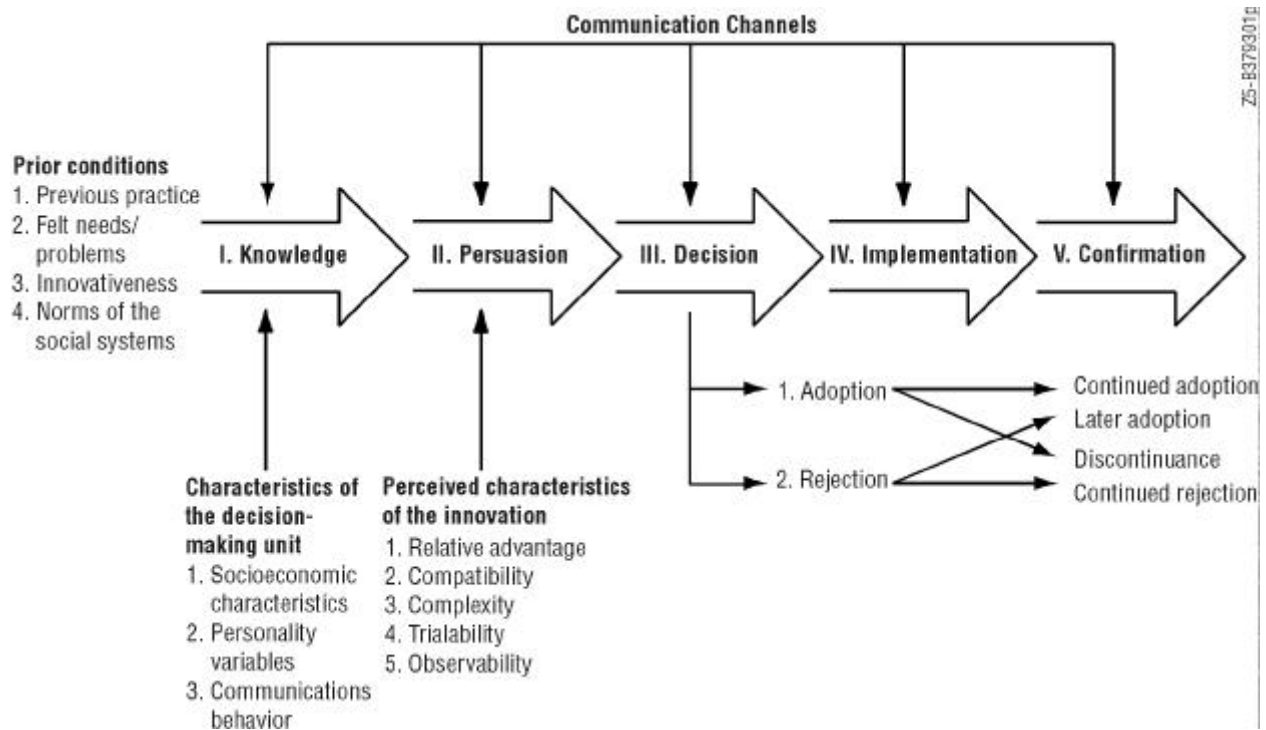 Communication Channels
Z5-B379301p
Prior conditions
1. Previous practice
2. Felt needs/
problems
3. Innovativeness
4. Norms of the
social systems
I. Knowledge
II. Persuasion
III. Decision
IV. Implementation
V. Confirmation
1. Adoption
2. Rejection
Continued adoption
Later adoption
Discontinuance
Continued rejection
Characteristics of
the decision-
making unit
1. Socioeconomic
characteristics
2. Personality
variables
3. Communications
behavior
Perceived characteristics
of the innovation
1. Relative advantage
2. Compatibility
3. Complexity
4. Trialability
5. Observability